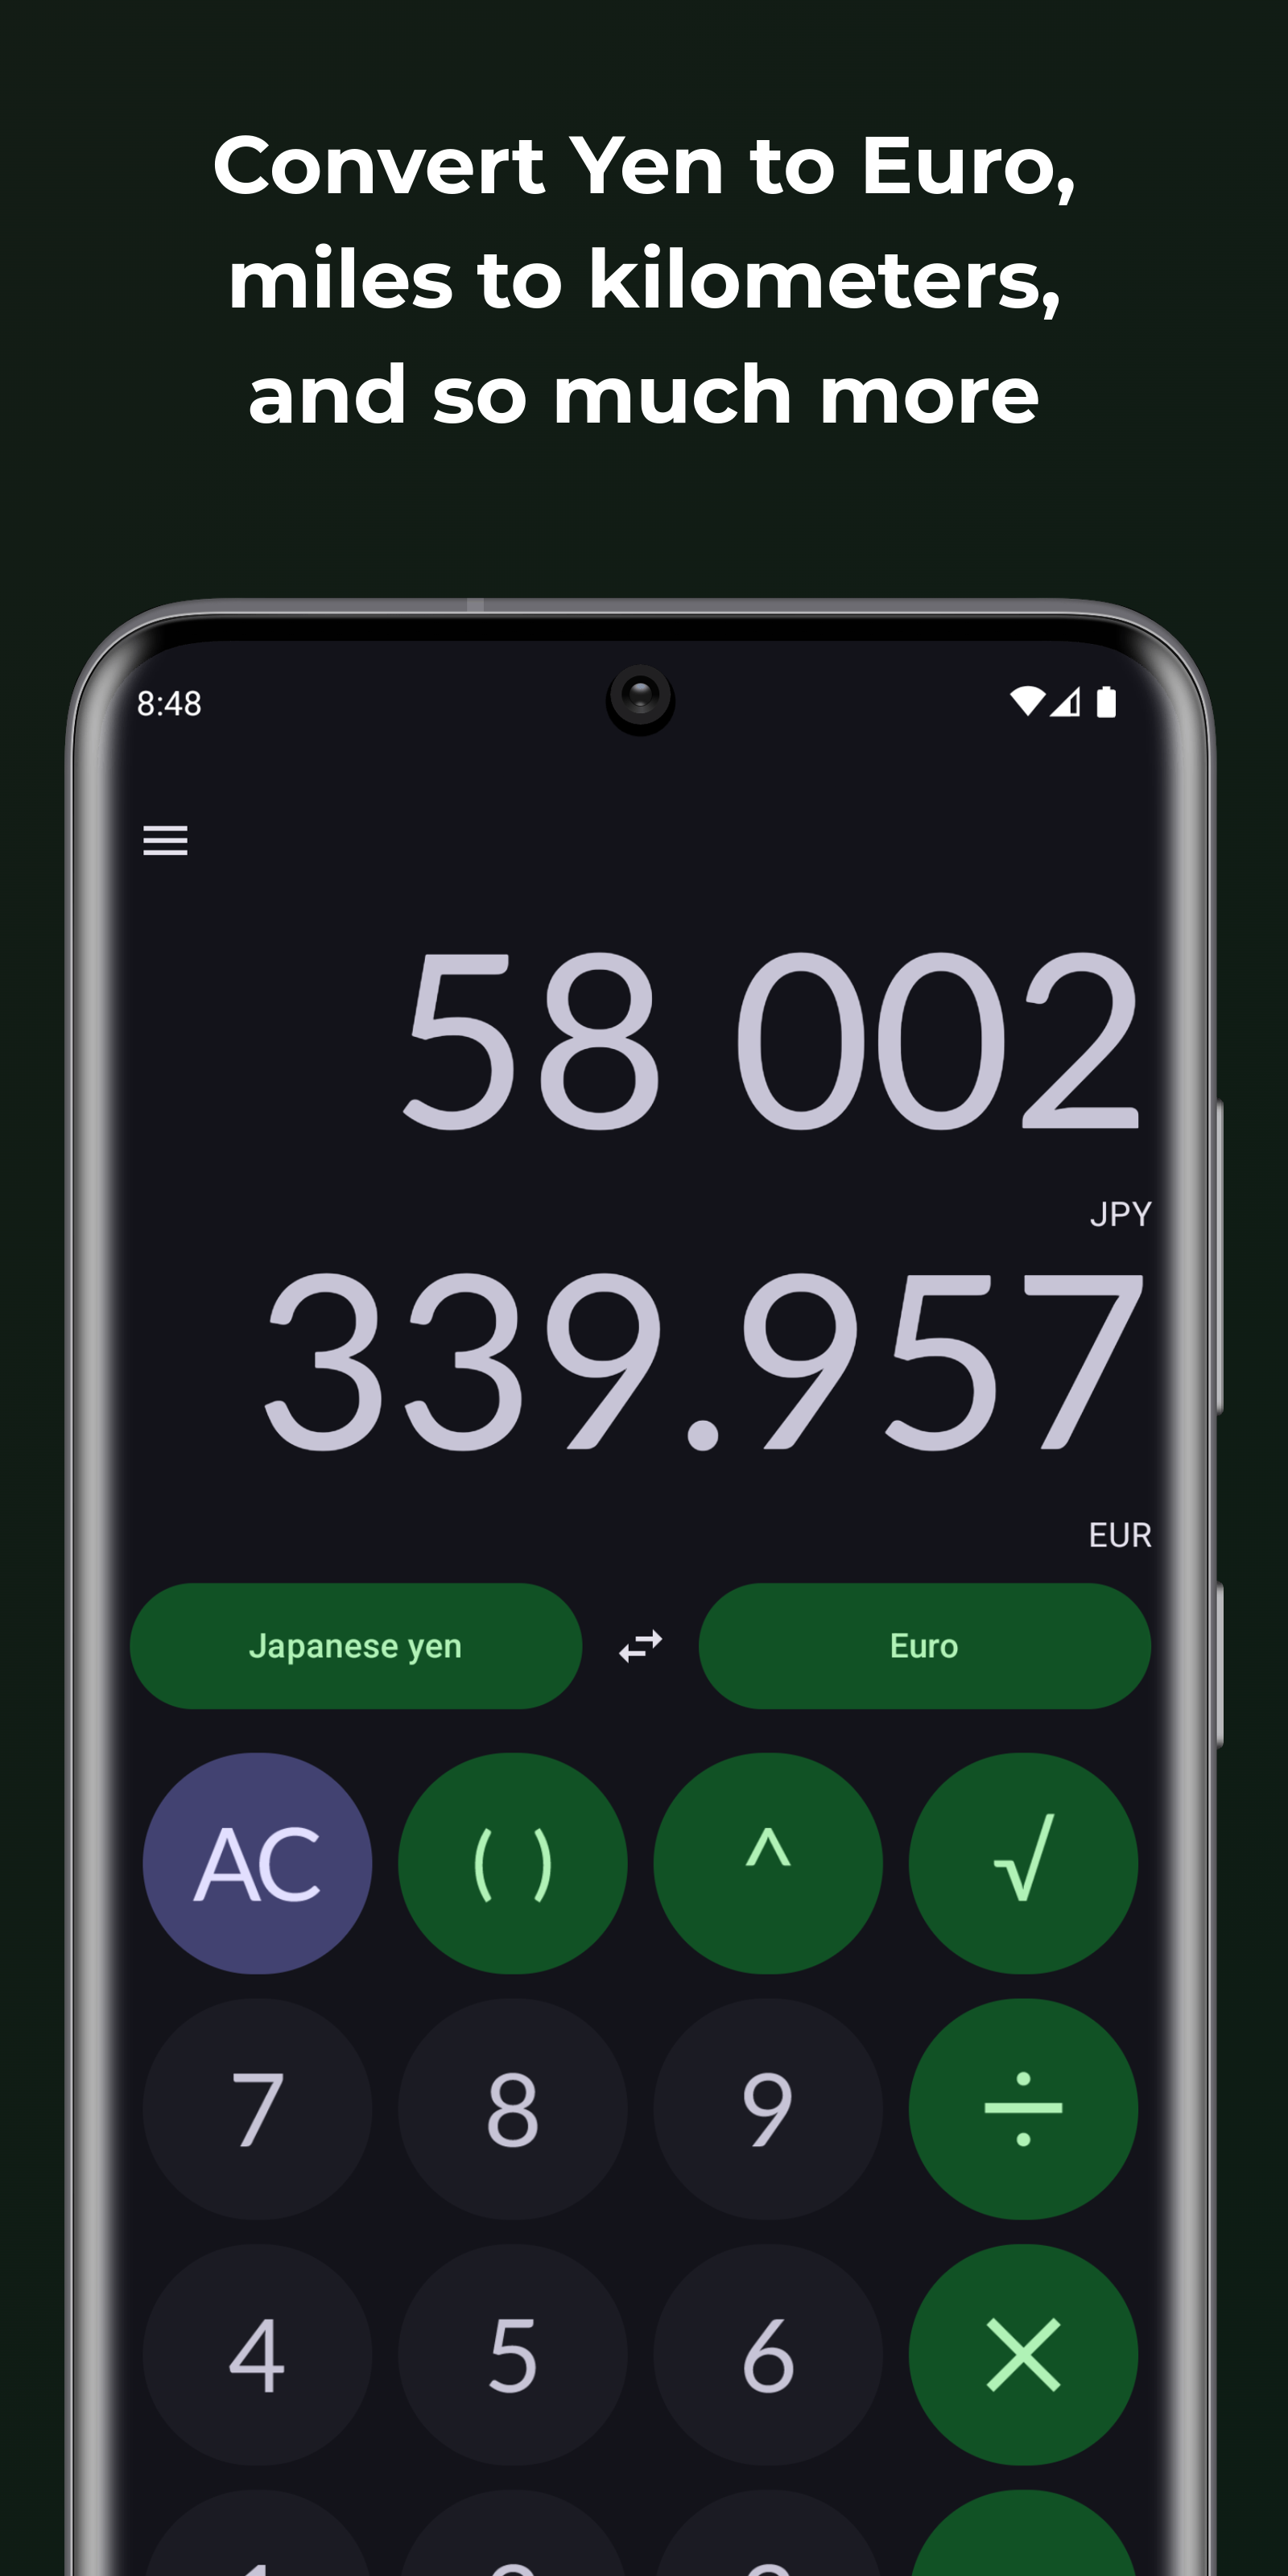 Convert Yen to Euro,
miles to kilometers,
and so much more
8:48
58 002
JPY
339.957
EUR
Japanese yen
Euro
AC ( ) ^ √
7 8 9 ÷
4 5 6 ×